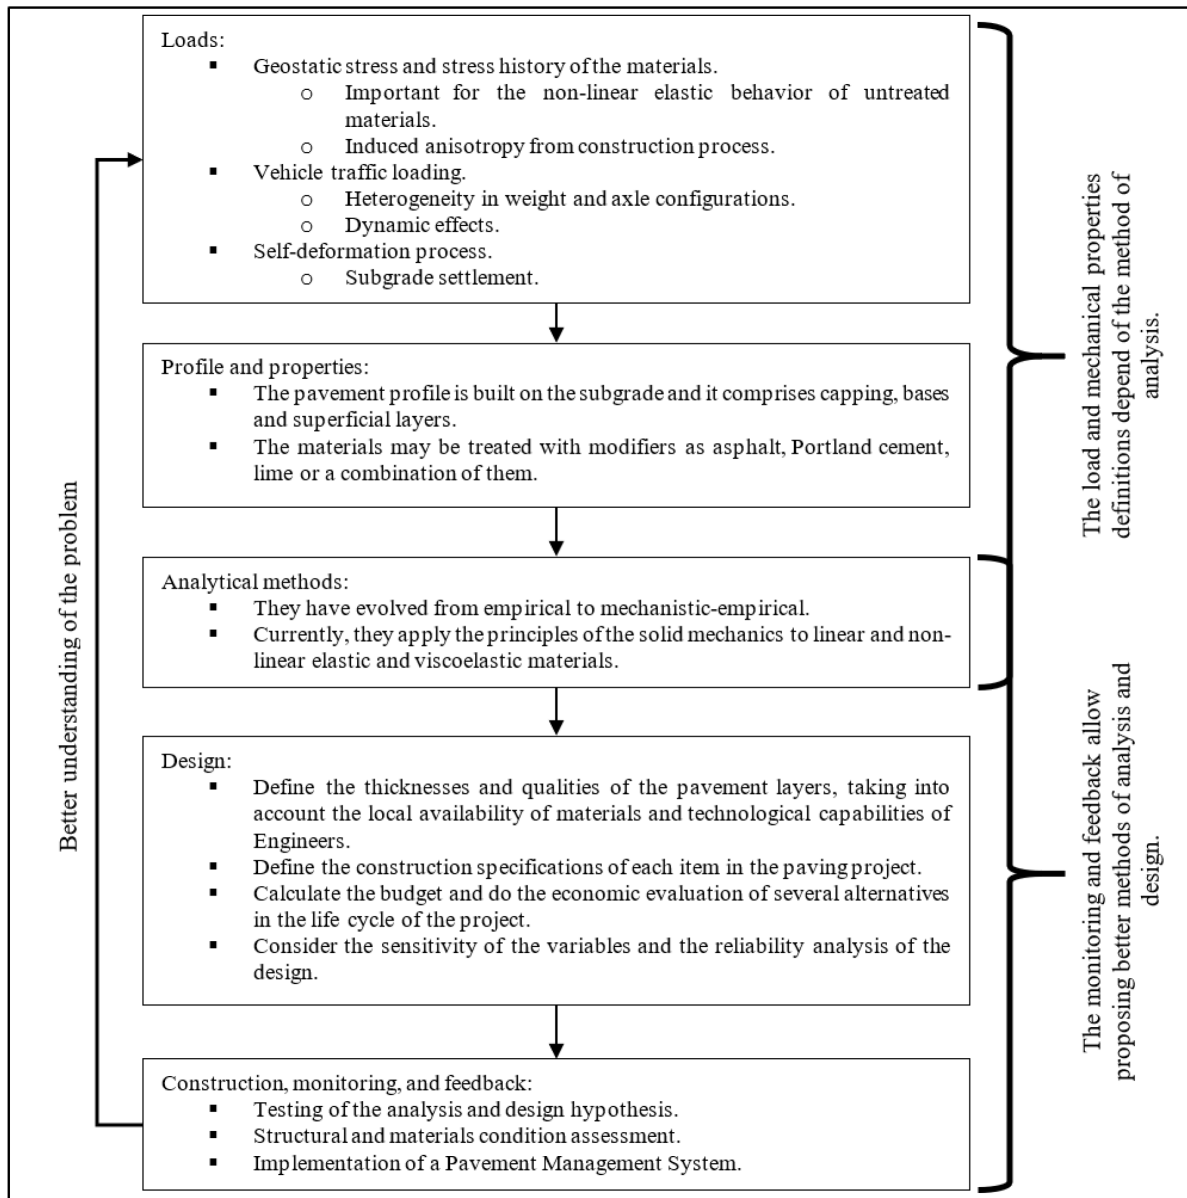 Loads:
▪ Geostatic stress and stress history of the materials.
o Important for the non-linear elastic behavior of untreated
materials.
o Induced anisotropy from construction process.
▪ Vehicle traffic loading.
o Heterogeneity in weight and axle configurations.
o Dynamic effects.
▪ Self-deformation process.
o Subgrade settlement.
Profile and properties:
▪ The pavement profile is built on the subgrade and it comprises capping, bases
and superficial layers.
▪ The materials may be treated with modifiers as asphalt, Portland cement,
lime or a combination of them.
Analytical methods:
▪ They have evolved from empirical to mechanistic-empirical.
▪ Currently, they apply the principles of the solid mechanics to linear and non-
linear elastic and viscoelastic materials.
Design:
▪ Define the thicknesses and qualities of the pavement layers, taking into
account the local availability of materials and technological capabilities of
Engineers.
▪ Define the construction specifications of each item in the paving project.
▪ Calculate the budget and do the economic evaluation of several alternatives
in the life cycle of the project.
▪ Consider the sensitivity of the variables and the reliability analysis of the
design.
Construction, monitoring, and feedback:
▪ Testing of the analysis and design hypothesis.
▪ Structural and materials condition assessment.
▪ Implementation of a Pavement Management System.
Better understanding of the problem
The load and mechanical properties
definitions depend of the method of
analysis.
The monitoring and feedback allow
proposing better methods of analysis and
design.